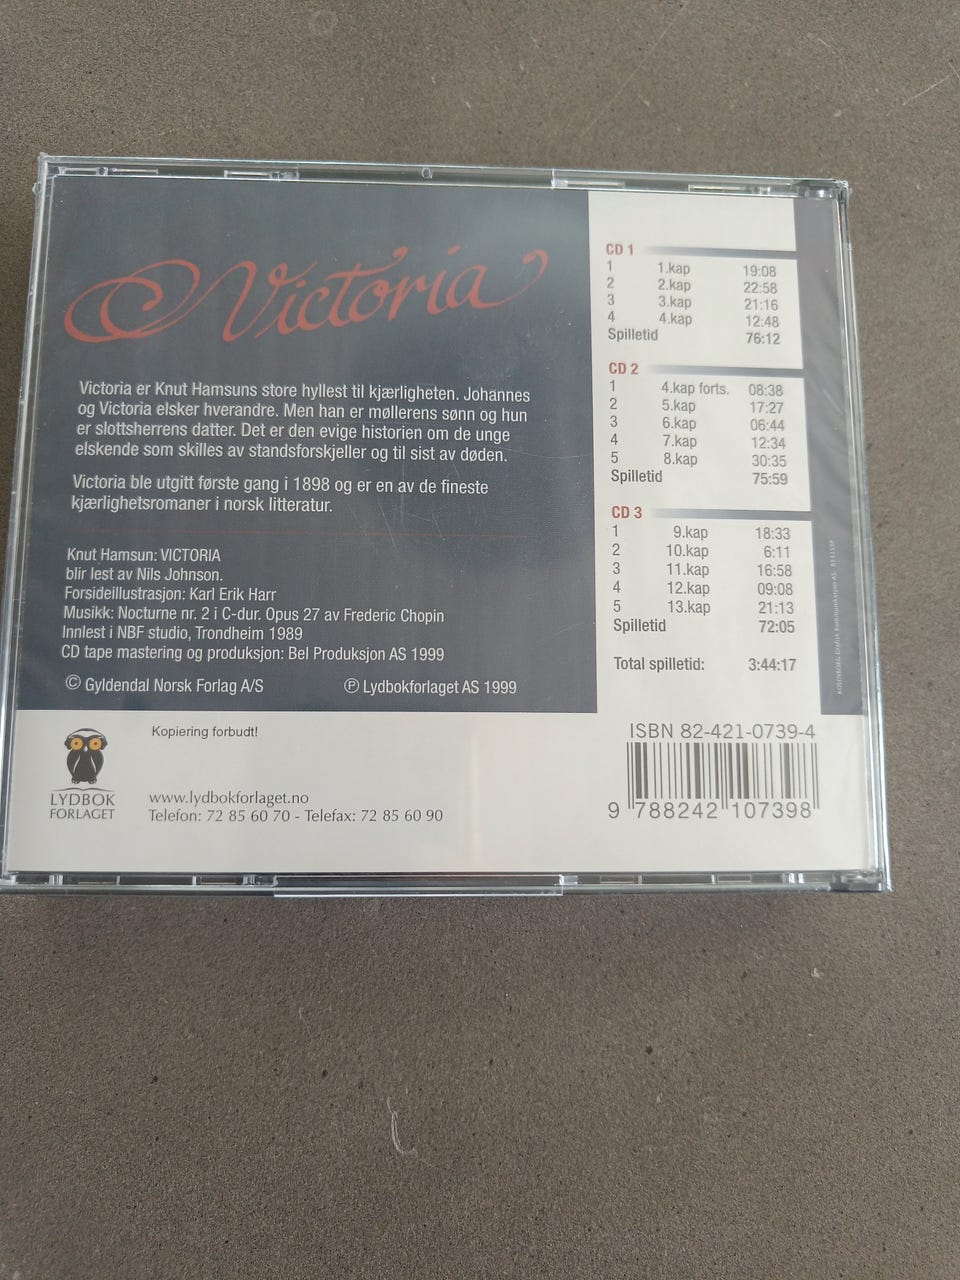 Victoria
Victoria er Knut Hamsuns store hyllest til kjærligheten. Johannes
og Victoria elsker hverandre. Men han er møllerens sønn og hun
er slottsherrens datter. Det er den evige historien om de unge
elskende som skilles av standsforskjeller og til sist av døden.
Victoria ble utgitt første gang i 1898 og er en av de fineste
kjærlighetsromaner i norsk litteratur.
Knut Hamsun: VICTORIA
blir lest av Nils Johnson.
Forsideillustrasjon: Karl Erik Harr
Musikk: Nocturne nr. 2 i C-dur. Opus 27 av Frederic Chopin
Innlest i NBF studio, Trondheim 1989
CD tape mastering og produksjon: Bel Produksjon AS 1999
© Gyldendal Norsk Forlag A/S ℗ Lydbokforlaget AS 1999
CD 1
1 1.kap 19:08
2 2.kap 22:58
3 3.kap 21:16
4 4.kap 12:48
Spilletid 76:12
CD 2
1 4.kap forts. 08:38
2 5.kap 17:27
3 6.kap 06:44
4 7.kap 12:34
5 8.kap 30:35
Spilletid 75:59
CD 3
1 9.kap 18:33
2 10.kap 6:11
3 11.kap 16:58
4 12.kap 09:08
5 13.kap 21:13
Spilletid 72:05
Total spilletid: 3:44:17
Kopiering forbudt!
LYDBOK
FORLAGET
www.lydbokforlaget.no
Telefon: 72 85 60 70 - Telefax: 72 85 60 90
ISBN 82-421-0739-4
9 788242 107398